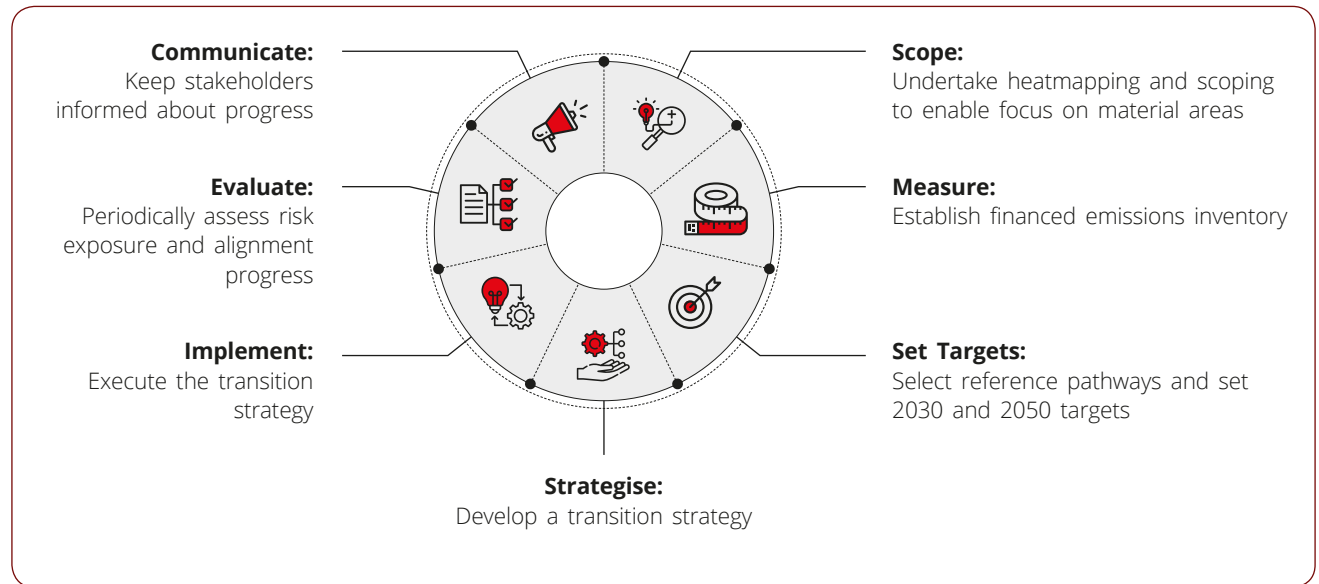 Communicate:
Keep stakeholders
informed about progress
Scope:
Undertake heatmapping and scoping
to enable focus on material areas
Evaluate:
Periodically assess risk
exposure and alignment
progress
Measure:
Establish financed emissions inventory
Implement:
Execute the transition
strategy
Set Targets:
Select reference pathways and set
2030 and 2050 targets
Strategise:
Develop a transition strategy